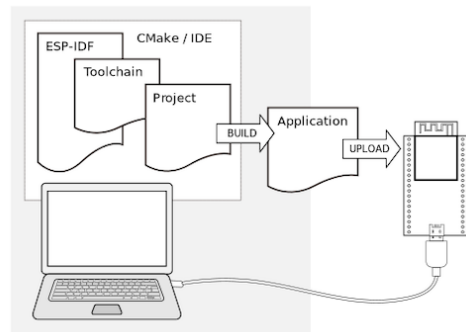 ESP-IDF
CMake / IDE
Toolchain
Project
BUILD
Application
UPLOAD